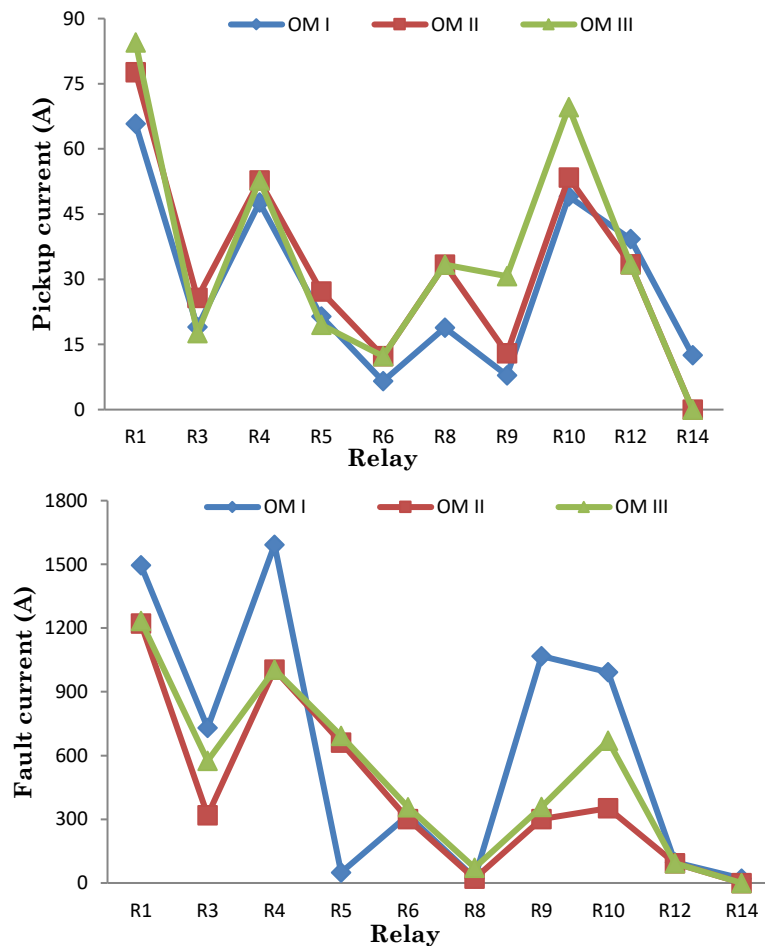 OM I OM II OM III
90
75
60
45
30
15
0
Pickup current (A)
R1 R3 R4 R5 R6 R8 R9 R10 R12 R14
Relay
OM I OM II OM III
1800
1500
1200
900
600
300
0
Fault current (A)
R1 R3 R4 R5 R6 R8 R9 R10 R12 R14
Relay